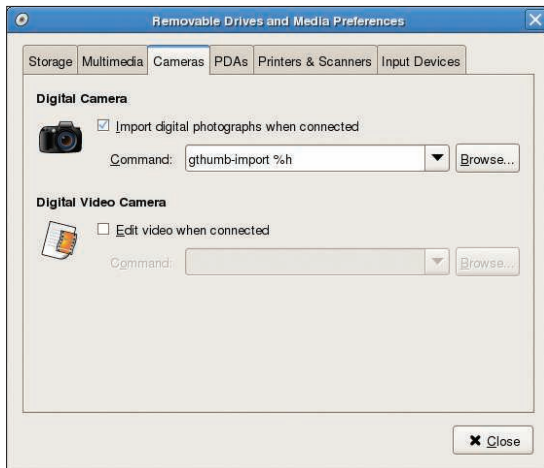 Removable Drives and Media Preferences
Storage Multimedia Cameras PDAs Printers & Scanners Input Devices
Digital Camera
Import digital photographs when connected
Command: gthumb-import %h Browse...
Digital Video Camera
Edit video when connected
Command: Browse...
Close